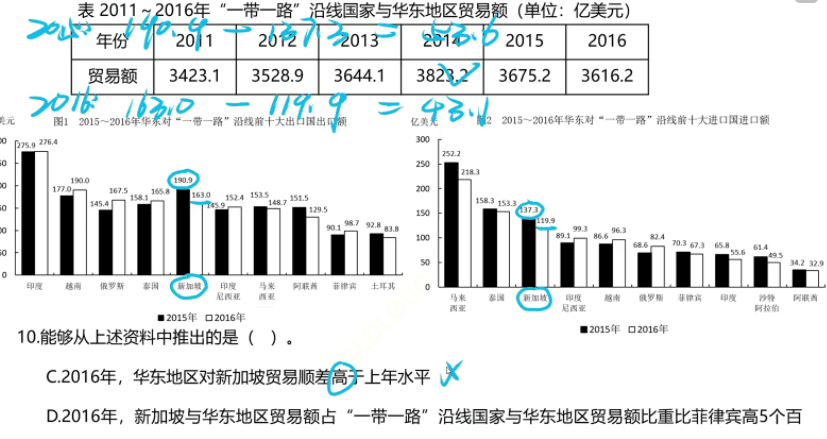 表 2011～2016年“一带一路”沿线国家与华东地区贸易额（单位：亿美元）
2015: 190.9 - 137.3 = 53.6
年份 2011 2012 2013 2014 2015 2016
贸易额 3423.1 3528.9 3644.1 3823.2 3675.2 3616.2
2016: 163.0 - 119.9 = 43.1
美元 图1 2015～2016年华东对“一带一路”沿线前十大出口国出口额
275.9 276.4 177.0 190.0 145.4 167.5 158.1 165.8 190.9 163.0 145.9 152.4 153.5 148.7 151.5 129.5 90.1 98.7 92.8 83.8
印度 越南 俄罗斯 泰国 新加坡 印度尼西亚 马来西亚 阿联酋 菲律宾 土耳其
■2015年 □2016年
亿美元 图2 2015～2016年华东对“一带一路”沿线前十大进口国进口额
300
250
200
150
100
50
0
252.2 218.3 158.3 153.3 137.3 119.9 89.1 99.3 86.6 96.3 68.6 82.4 70.3 67.3 65.8 55.6 61.4 49.5 34.2 32.9
马来西亚 泰国 新加坡 印度尼西亚 越南 俄罗斯 菲律宾 印度 沙特阿拉伯 阿联酋
■2015年 □2016年
10.能够从上述资料中推出的是（ ）。
C.2016年，华东地区对新加坡贸易顺差高于上年水平
D.2016年，新加坡与华东地区贸易额占“一带一路”沿线国家与华东地区贸易额比重比菲律宾高5个百